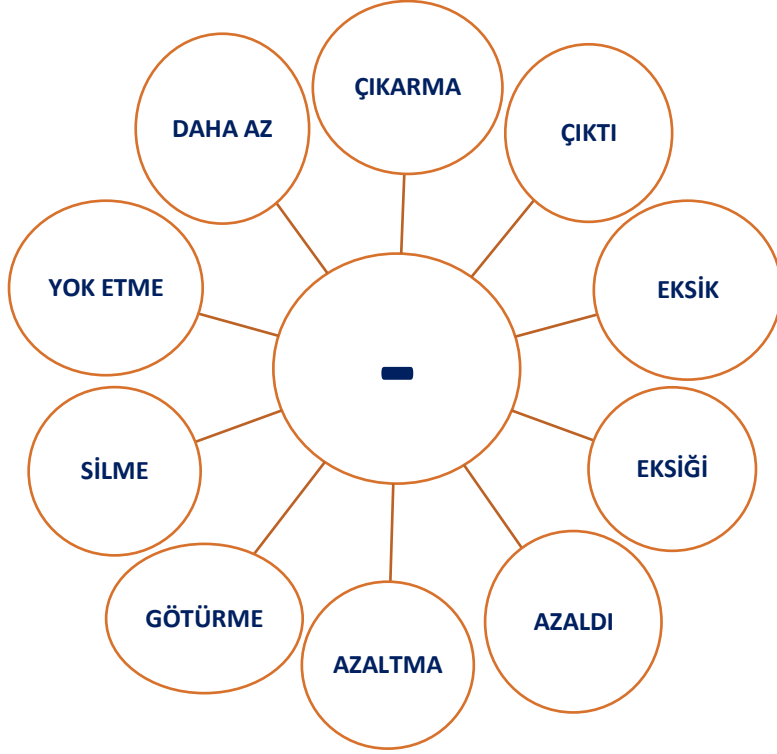 ÇIKARMA
ÇIKTI
EKSİK
EKSİĞİ
AZALDI
AZALTMA
GÖTÜRME
SİLME
YOK ETME
DAHA AZ
-